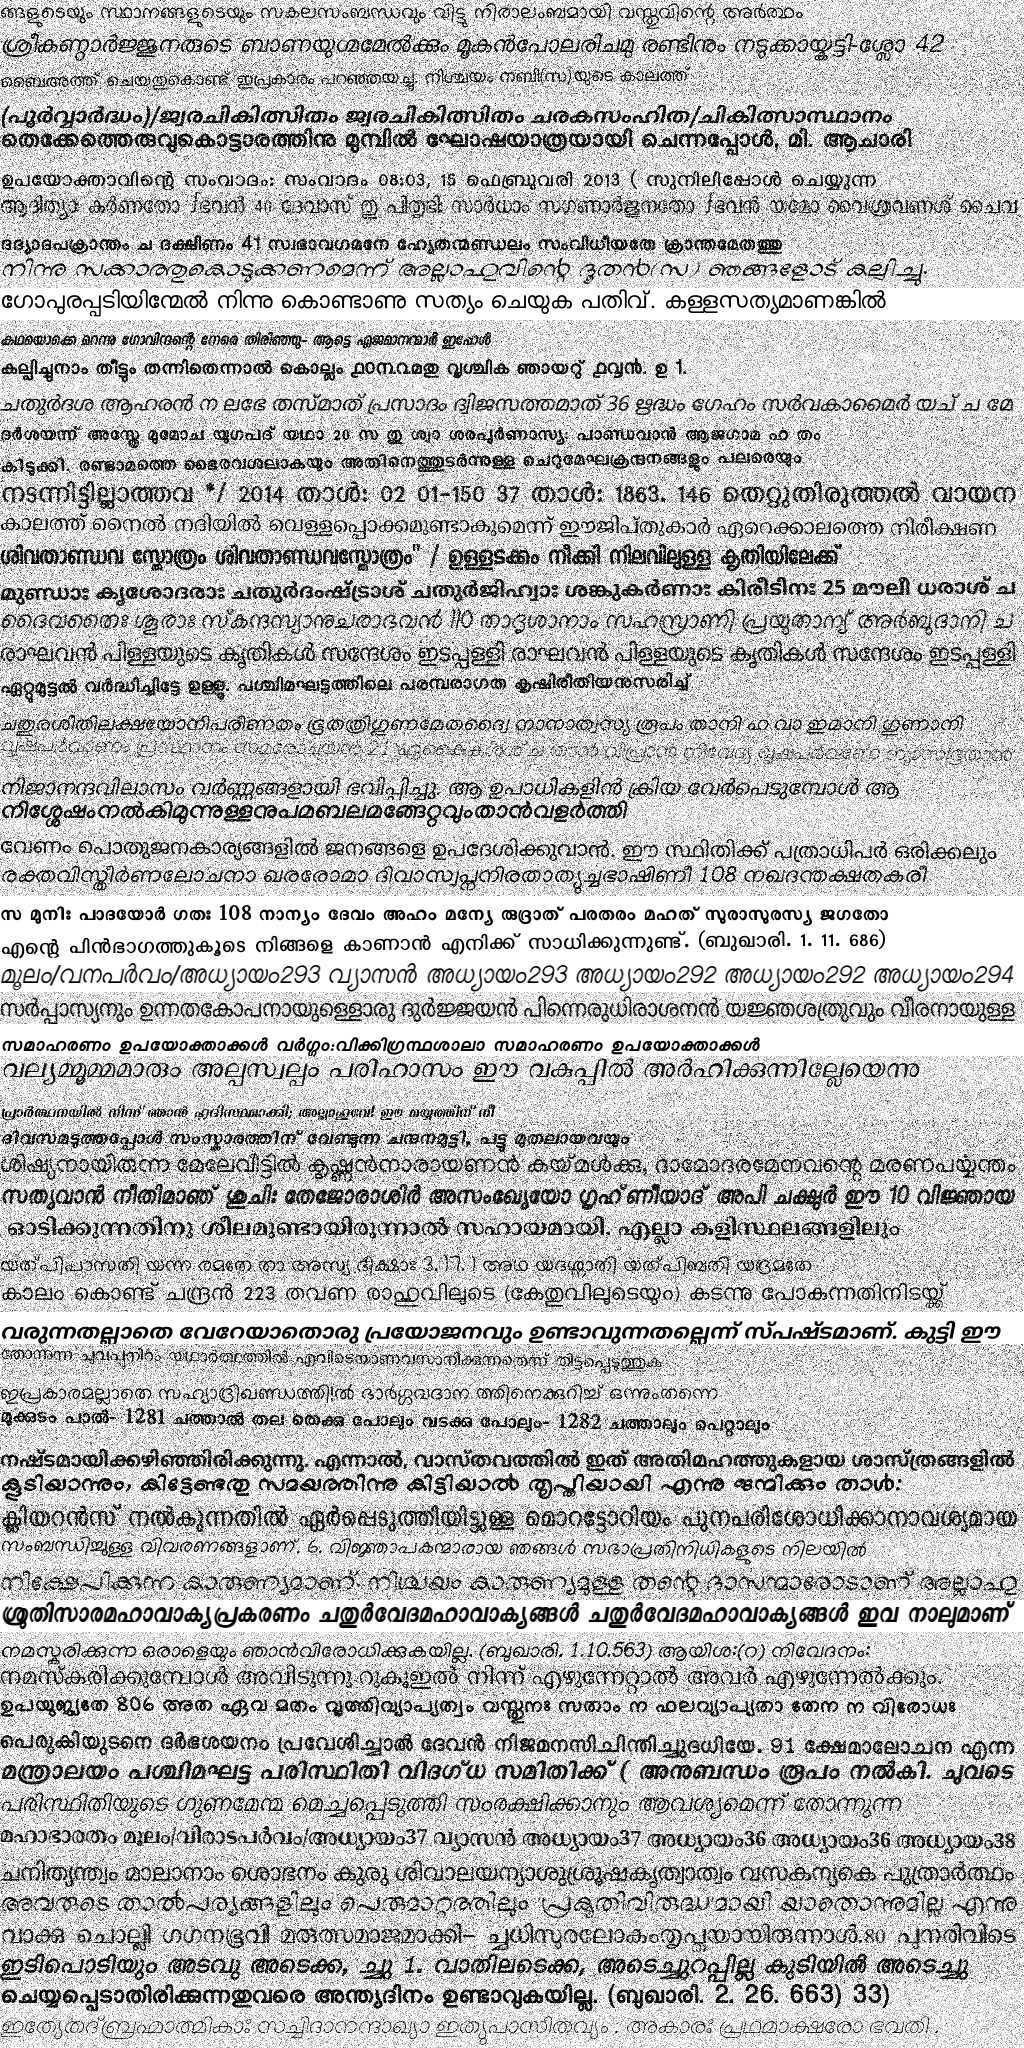 ങ്ങളുടെയും സ്ഥാനങ്ങളുടെയും സകലസംബന്ധവും വിട്ടു നിരാലംബമായി വസ്തുവിന്റെ അർത്ഥം
ശ്രീകണ്ഠാർജ്ജുനരുടെ ബാണയുഗ്മമേൽക്കും മൂകൻപോലരിചമൂ രണ്ടിനും നടുക്കായ്ക്കട്ടി-ശ്ലോ 42
ബൈഅത്ത് ചെയതുകൊണ്ട് ഇപ്രകാരം പറഞ്ഞയച്ചു. നിശ്ചയം നബി(സ)യുടെ കാലത്ത്
(പൂർവ്വാർദ്ധം)/ജ്വരചികിത്സിതം ജ്വരചികിത്സിതം ചരകസംഹിത/ചികിത്സാസ്ഥാനം
തെക്കേത്തെരുവുകൊട്ടാരത്തിനു മുമ്പിൽ ഘോഷയാത്രയായി ചെന്നപ്പോൾ, മി. ആചാരി
ഉപയോക്താവിന്റെ സംവാദം: സംവാദം 08:03, 15 ഫെബ്രുവരി 2013 ( സുനിലിപ്പോൾ ചെയ്യുന്ന
ആദിത്യാഃ കർണതോ ഽഭവൻ 40 ദേവാസ് തു പിതൃഭിഃ സാർധാം സഗണാർജുനതോ ഽഭവൻ യമോ വൈശ്രവണശ് ചൈവ
ദദ്യാദപക്രാന്തം ച ദക്ഷിണം 41 സ്വഭാവഗമനേ ഹ്യേതന്മണ്ഡലം സംവിധീയതേ ക്രാന്തമേതത്തു
നിന്നു സക്കാത്തുകൊടുക്കണമെന്ന് അല്ലാഹുവിന്റെ ദൂതൻ(സ) ഞങ്ങളോട് കല്പിച്ചു.
ഗോപുരപ്പടിയിന്മേൽ നിന്നു കൊണ്ടാണു സത്യം ചെയുക പതിവ്. കള്ളസത്യമാണങ്കിൽ
കഥയൊക്കെ മറന്നു ഗോവിന്ദന്റെ നേരെ തിരിഞ്ഞു- ആട്ടെ എജമാനന്മാർ ഇപ്പോൾ
കല്പിച്ചുനാം തീട്ടും തന്നിതെന്നാൽ കൊല്ലം ൧൦൩൨മതു വൃശ്ചിക ഞായറു് ൧൮ൻ. ഉ 1.
ചതുർദശ ആഹരൻ ന ലഭേ തസ്മാത് പ്രസാദം ദ്വിജസത്തമാത് 36 ഋദ്ധം ഗേഹം സർവകാമൈർ യച് ച മേ
ദർശയന്ന് അസ്ത്രേ മുമോച യുഗപദ് യഥാ 20 സ തു ശ്വാ ശരപൂർണാസ്യഃ പാണ്ഡവാൻ ആജഗാമ ഹ തം
കിടുക്കി. രണ്ടാമത്തെ ഭൈരവശലാകയും അതിനെത്തുടർന്നുള്ള ചെറുമേഘക്രന്ദനങ്ങളും പലരെയും
നടന്നിട്ടില്ലാത്തവ */ 2014 താൾ: 02 01-150 37 താൾ: 1863. 146 തെറ്റുതിരുത്തൽ വായന
കാലത്ത് നൈൽ നദിയിൽ വെള്ളപ്പൊക്കമുണ്ടാകുമെന്ന് ഈജിപ്തുകാർ ഏറെക്കാലത്തെ നിരീക്ഷണ
ശിവതാണ്ഡവ സ്തോത്രം ശിവതാണ്ഡവസ്തോത്രം" / ഉള്ളടക്കം നീക്കി നിലവിലുള്ള കൃതിയിലേക്ക്
മുണ്ഡാഃ കൃശോദരാഃ ചതുർദംഷ്ട്രാശ് ചതുർജിഹ്വാഃ ശങ്കുകർണാഃ കിരീടിനഃ 25 മൗലീ ധരാശ് ച
ദൈവതൈഃ ശൂരാഃ സ്കന്ദസ്യാനുചരാദവൻ 110 താദൃശാനാം സഹസ്രാണി പ്രയുതാന്യ് അർബുദാനി ച
രാഘവൻ പിള്ളയുടെ കൃതികൾ സന്ദേശം ഇടപ്പള്ളി രാഘവൻ പിള്ളയുടെ കൃതികൾ സന്ദേശം ഇടപ്പള്ളി
ഏറ്റുമുട്ടൽ വർദ്ധിച്ചിട്ടേ ഉള്ളൂ. പശ്ചിമഘട്ടത്തിലെ പരമ്പരാഗത കൃഷിരീതിയനുസരിച്ച്
ചതുരശിതിലക്ഷയോനിപരിണതം ഭൂതത്രിഗുണമേതദ്വൈ നാനാത്വസ്യ രൂപം താനി ഹ വാ ഇമാനി ഗുണാനി
നിജാനന്ദവിലാസം വർണ്ണങ്ങളായി ഭവിപ്പിച്ചു. ആ ഉപാധികളിൻ ക്രിയ വേർപെടുമ്പോൾ ആ
നിശ്ശേഷംനൽകിമുന്നുള്ളനുപമബലമങ്ങേറ്റവുംതാൻവളർത്തി
വേണം പൊതുജനകാര്യങ്ങളിൽ ജനങ്ങളെ ഉപദേശിക്കുവാൻ. ഈ സ്ഥിതിക്ക് പത്രാധിപർ ഒരിക്കലും
രക്തവിസ്തിർണലോചനാ ഖരരോമാ ദിവാസ്വപ്നനിരതാത്യുച്ചഭാഷിണീ 108 നഖദന്തക്ഷതകരീ
സ മുനിഃ പാദയോർ ഗതഃ 108 നാന്യം ദേവം അഹം മന്യേ രുദ്രാത് പരതരം മഹത് സുരാസുരസ്യ ജഗതോ
എന്റെ പിൻഭാഗത്തുകൂടെ നിങ്ങളെ കാണാൻ എനിക്ക് സാധിക്കുന്നുണ്ട്. (ബുഖാരി. 1. 11. 686)
മൂലം/വനപർവം/അധ്യായം293 വ്യാസൻ അധ്യായം293 അധ്യായം292 അധ്യായം292 അധ്യായം294
സർപ്പാസ്യനും ഉന്നതകോപനായുള്ളൊരു ദുർജ്ജയൻ പിന്നെരുധിരാശനൻ യജ്ഞശത്രുവും വീരനായുള്ള
സമാഹരണം ഉപയോക്താക്കൾ വർഗ്ഗം:വിക്കിഗ്രന്ഥശാലാ സമാഹരണം ഉപയോക്താക്കൾ
വല്യമ്മൂമ്മമാരും അല്പസ്വല്പം പരിഹാസം ഈ വകുപ്പിൽ അർഹിക്കുന്നില്ലേയെന്നു
പ്രാർത്ഥനയിൽ നിന്ന് ഞാൻ ഹദിസ്ഥമാക്കി; അല്ലാഹുവേ! ഈ മയ്യത്തിന് നീ
ദിവസമടുത്തപ്പോൾ സംസ്കാരത്തിന് വേണ്ടുന്ന ചന്ദനമുട്ടി, പട്ടു മുതലായവയും
ശിഷ്യനായിരുന്ന മേലേവീട്ടിൽ കൃഷ്ണൻനാരായണൻ കയ്മൾക്കു, ദാമോദരമേനവന്റെ മരണപര്യന്തം
സത്യവാൻ നീതിമാഞ് ശുചിഃ തേജോരാശിർ അസംഖ്യേയോ ഗൃഹ്ണീയാദ് അപി ചക്ഷുർ ഈ 10 വിജ്ഞായ
ഓടിക്കുന്നതിനു ശീലമുണ്ടായിരുന്നാൽ സഹായമായി. എല്ലാ കളിസ്ഥലങ്ങളിലും
യത്പിപാസതി യന്ന രമതേ താ അസ്യ ദീക്ഷാഃ 3. 17. 1 അഥ യദശ്നാതി യത്പിബതി യദ്രമതേ
കാലം കൊണ്ട് ചന്ദ്രൻ 223 തവണ രാഹുവിലൂടെ (കേതുവിലൂടെയും) കടന്നു പോകുന്നതിനിടയ്ക്ക്
വരുന്നതല്ലാതെ വേറേയാതൊരു പ്രയോജനവും ഉണ്ടാവുന്നതല്ലെന്ന് സ്പഷ്ടമാണ്. കുട്ടി ഈ
തോന്നുന്ന ചുവപ്പുനിറം യഥാർത്ഥത്തിൽ എവിടെയാണവസാനിക്കുന്നതെന്ന് തിട്ടപ്പെടുത്തുക
ഇപ്രകാരമല്ലാതെ സഹ്യാദ്രിഖണ്ഡത്തി!ൽ ഭാർഗ്ഗവദാന ത്തിനെക്കുറിച്ച് ഒന്നുംതന്നെ
മുക്കുടം പാൽ- 1281 ചത്താൽ തല തെക്കു പോലും വടക്കു പോലും- 1282 ചത്താലും പെറ്റാലും
നഷ്ടമായിക്കഴിഞ്ഞിരിക്കുന്നു. എന്നാൽ, വാസ്തവത്തിൽ ഇത് അതിമഹത്തുകളായ ശാസ്ത്രങ്ങളിൽ
കൂടിയാന്നും, കിട്ടേണ്ടതു സമയത്തിന്നു കിട്ടിയാൽ തൃപ്തിയായി എന്നു ജന്മിക്കും താൾ:
ക്ലിയറൻസ് നൽകുന്നതിൽ ഏർപ്പെടുത്തിയിട്ടുള്ള മൊറട്ടോറിയം പുനപരിശോധിക്കാനാവശ്യമായ
സംബന്ധിച്ചുള്ള വിവരണങ്ങളാണ്. 6. വിജ്ഞാപകന്മാരായ ഞങ്ങൾ സഭാപ്രതിനിധികളുടെ നിലയിൽ
നിക്ഷേപിക്കുന്ന കാരുണ്യമാണ്. നിശ്ചയം കാരുണ്യമുള്ള തന്റെ ദാസന്മാരോടാണ് അല്ലാഹു
ശ്രുതിസാരമഹാവാക്യപ്രകരണം ചതുർവേദമഹാവാക്യങ്ങൾ ചതുർവേദമഹാവാക്യങ്ങൾ ഇവ നാലുമാണ്
നമസ്കരിക്കുന്ന ഒരാളെയും ഞാൻവിരോധിക്കുകയില്ല. (ബുഖാരി. 1.10.563) ആയിശ:(റ) നിവേദനം:
നമസ്കരിക്കുമ്പോൾ അവിടുന്നു റുകൂഇൽ നിന്ന് എഴുന്നേറ്റാൽ അവർ എഴുന്നേൽക്കും.
ഉപയുജ്യതേ 806 അത ഏവ മതം വൃത്തിവ്യാപ്യത്വം വസ്തുനഃ സതാം ന ഫലവ്യാപ്യതാ തേന ന വിരോധഃ
പെരുകിയുടനെ ദർഭശയനം പ്രവേശിച്ചാൽ ദേവൻ നിജമനസിചിന്തിച്ചുദധിയേ. 91 ക്ഷേമാലോചന എന്ന
മന്ത്രാലയം പശ്ചിമഘട്ട പരിസ്ഥിതി വിദഗ്ധ സമിതിക്ക് ( അനുബന്ധം രൂപം നൽകി. ചുവടെ
പരിസ്ഥിതിയുടെ ഗുണമേന്മ മെച്ചപ്പെടുത്തി സംരക്ഷിക്കാനും ആവശ്യമെന്ന് തോന്നുന്ന
മഹാഭാരതം മൂലം/വിരാടപർവം/അധ്യായം37 വ്യാസൻ അധ്യായം37 അധ്യായം36 അധ്യായം36 അധ്യായം38
ചനിത്യന്ത്വം മാലാനാം ശൊഭനം കുരു ശിവാലയന്യാശുശ്രൂഷകൃത്വാത്വം വസകന്യകെ പുത്രാർത്ഥം
അവരുടെ താൽപര്യങ്ങളിലും പെരുമാറ്റത്തിലും 'പ്രകൃതിവിരുദ്ധ'മായി യാതൊന്നുമില്ല എന്നു
വാക്കു ചൊല്ലി ഗഗനഭൂവി മരുത്സമാജമാക്കി– ച്ചധിസുരലോകംതൃപ്തയായിരുന്നാൾ.80 പുനരിവിടെ
ഇടിപൊടിയും അടവു അടെക്ക, ച്ചു 1. വാതിലടെക്ക, അടെച്ചുറപ്പില്ല കുടിയിൽ അടെച്ചു
ചെയ്യപ്പെടാതിരിക്കുന്നതുവരെ അന്ത്യദിനം ഉണ്ടാവുകയില്ല. (ബുഖാരി. 2. 26. 663) 33)
ഇത്യേതദ്ബ്രഹ്മാത്മികാഃ സച്ചിദാനന്ദാഖ്യാ ഇത്യുപാസിതവ്യം . അകാരഃ പ്രഥമാക്ഷരോ ഭവതി .